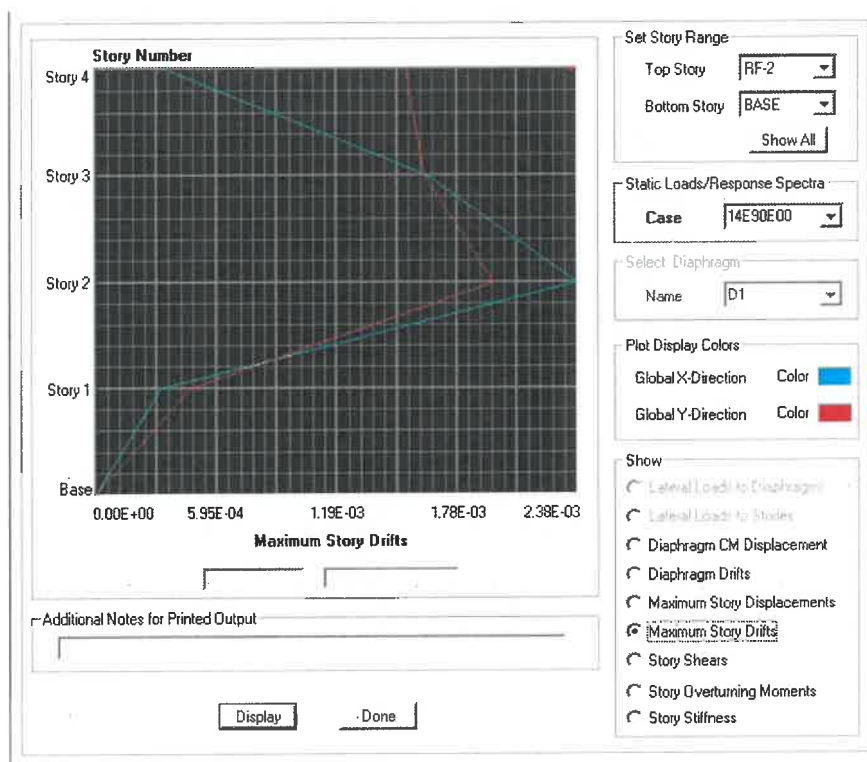 Story Number
Story 4
Story 3
Story 2
Story 1
Base
0.00E+00 5.95E-04 1.19E-03 1.78E-03 2.38E-03
Maximum Story Drifts
Additional Notes for Printed Output
Display Done
Set Story Range
Top Story RF-2
Bottom Story BASE
Show All
Static Loads/Response Spectra
Case 14E90E00
Select Diaphragm
Name D1
Plot Display Colors
Global X-Direction Color
Global Y-Direction Color
Show
Lateral Loads to Diaphragms
Lateral Loads to Stories
Diaphragm CM Displacement
Diaphragm Drifts
Maximum Story Displacements
Maximum Story Drifts
Story Shears
Story Overturning Moments
Story Stiffness